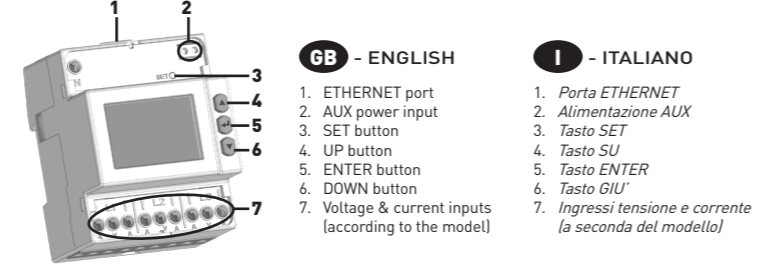 1
2
N
SET
3
4
5
6
L2
7
GB - ENGLISH
1. ETHERNET port
2. AUX power input
3. SET button
4. UP button
5. ENTER button
6. DOWN button
7. Voltage & current inputs
(according to the model)
I - ITALIANO
1. Porta ETHERNET
2. Alimentazione AUX
3. Tasto SET
4. Tasto SU
5. Tasto ENTER
6. Tasto GIU´
7. Ingressi tensione e corrente
(a seconda del modello)